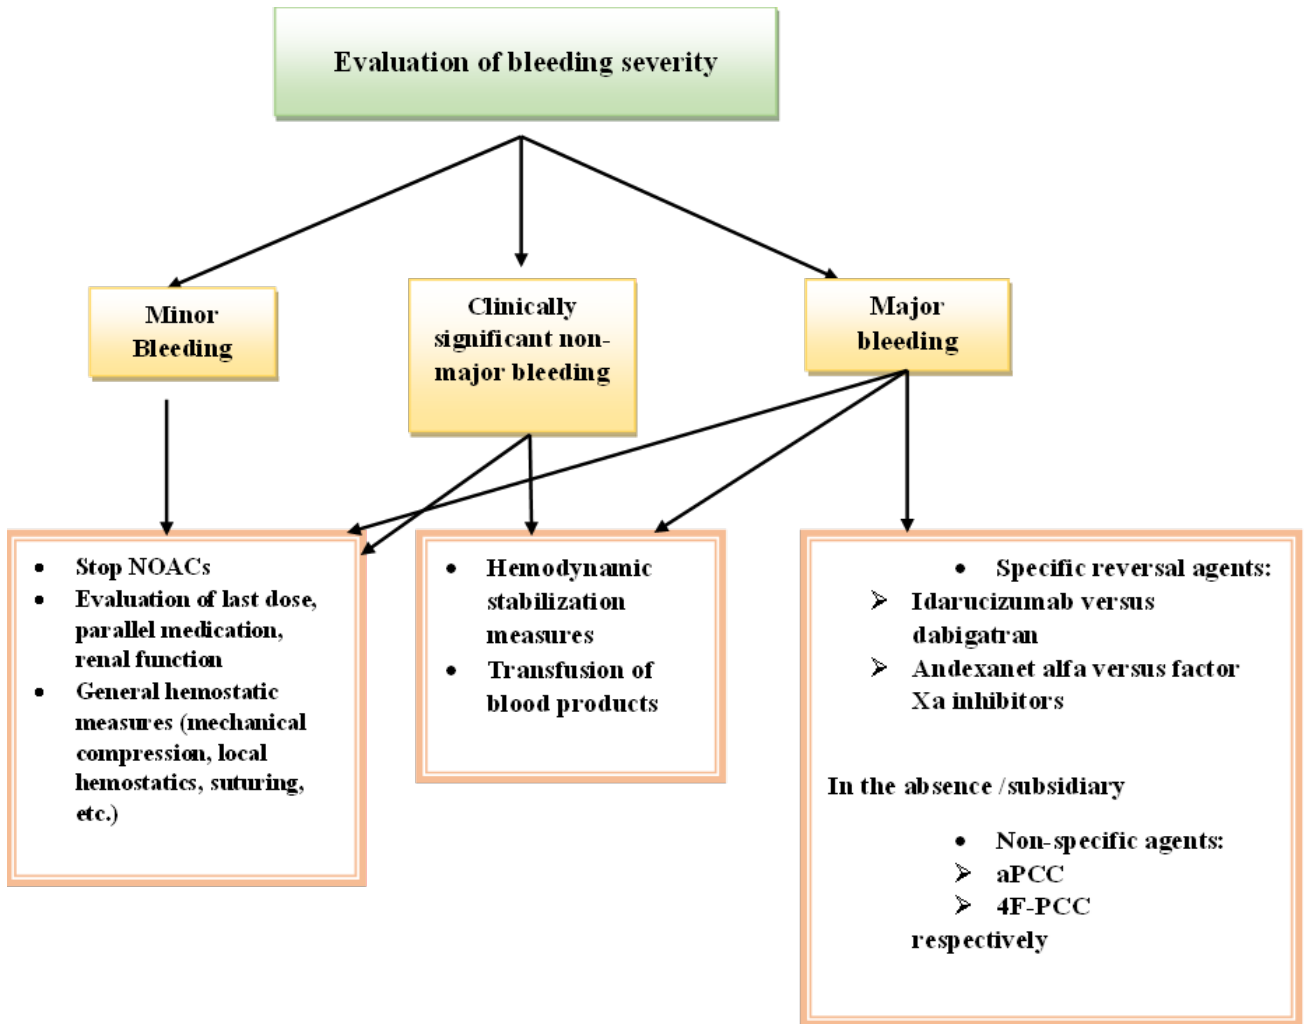 Evaluation of bleeding severity
Minor
Bleeding
Clinically
significant non-
major bleeding
Major
bleeding
• Stop NOACs
• Evaluation of last dose,
parallel medication,
renal function
• General hemostatic
measures (mechanical
compression, local
hemostatics, suturing,
etc.)
• Hemodynamic
stabilization
measures
• Transfusion of
blood products
• Specific reversal agents:
➢ Idarucizumab versus
dabigatran
➢ Andexanet alfa versus factor
Xa inhibitors
In the absence /subsidiary
• Non-specific agents:
➢ aPCC
➢ 4F-PCC
respectively